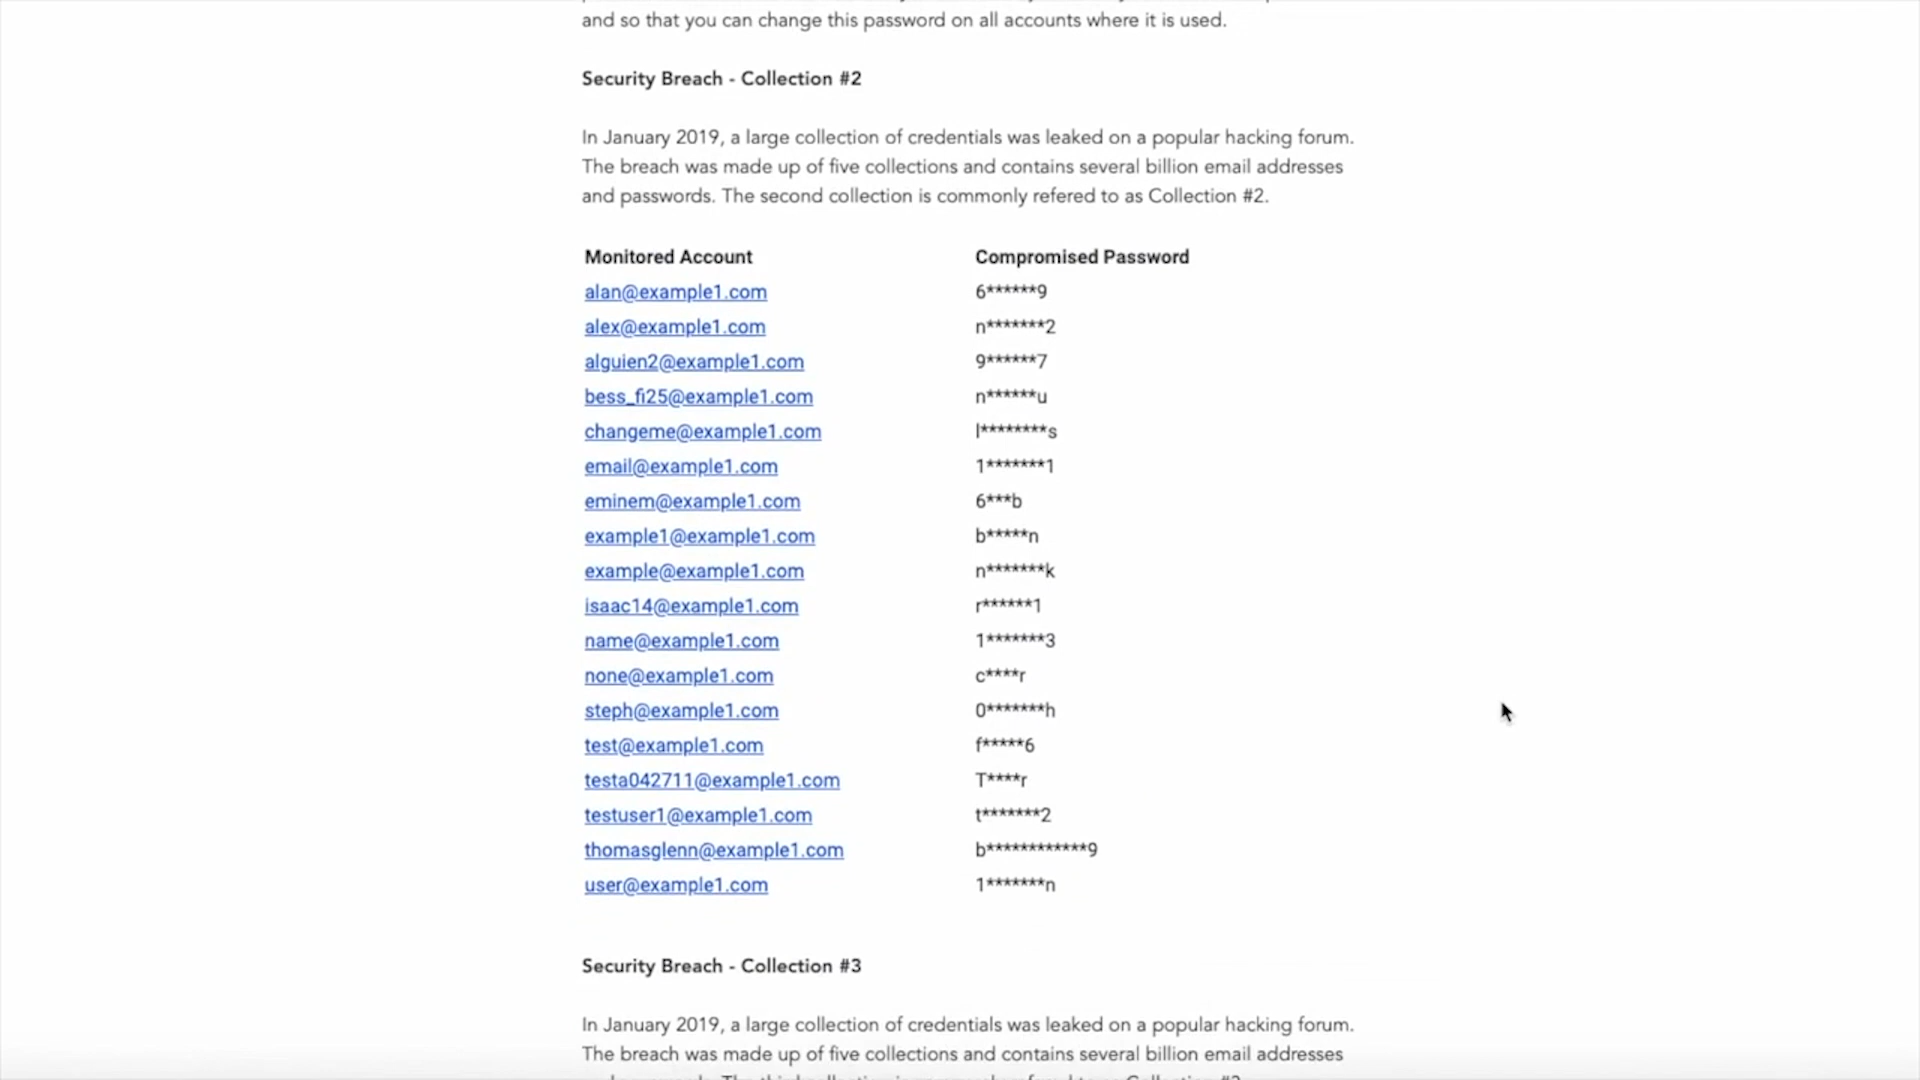 and so that you can change this password on all accounts where it is used.
Security Breach - Collection #2
In January 2019, a large collection of credentials was leaked on a popular hacking forum.
The breach was made up of five collections and contains several billion email addresses
and passwords. The second collection is commonly refered to as Collection #2.
Monitored Account Compromised Password
alan@example1.com 6******9
alex@example1.com n*******2
alguien2@example1.com 9******7
bess_fi25@example1.com n******u
changeme@example1.com l********s
email@example1.com 1*******1
eminem@example1.com 6***b
example1@example1.com b*****n
example@example1.com n*******k
isaac14@example1.com r******1
name@example1.com 1*******3
none@example1.com c****r
steph@example1.com 0*******h
test@example1.com f*****6
testa042711@example1.com T****r
testuser1@example1.com t*******2
thomasglenn@example1.com b************9
user@example1.com 1*******n
Security Breach - Collection #3
In January 2019, a large collection of credentials was leaked on a popular hacking forum.
The breach was made up of five collections and contains several billion email addresses